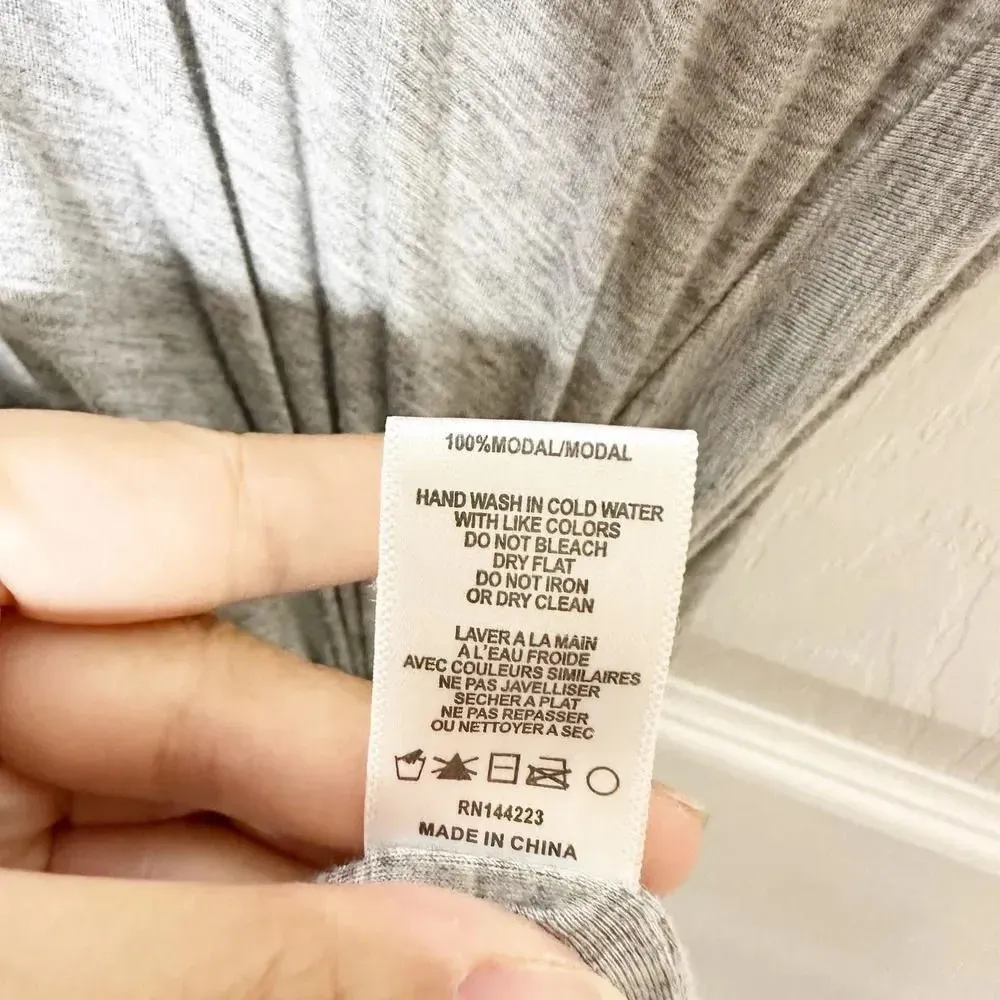 100%MODAL/MODAL
HAND WASH IN COLD WATER
WITH LIKE COLORS
DO NOT BLEACH
DRY FLAT
DO NOT IRON
OR DRY CLEAN
LAVER A LA MAIN
A L'EAU FROIDE
AVEC COULEURS SIMILAIRES
NE PAS JAVELLISER
SECHER A PLAT
NE PAS REPASSER
OU NETTOYER A SEC
RN144223
MADE IN CHINA